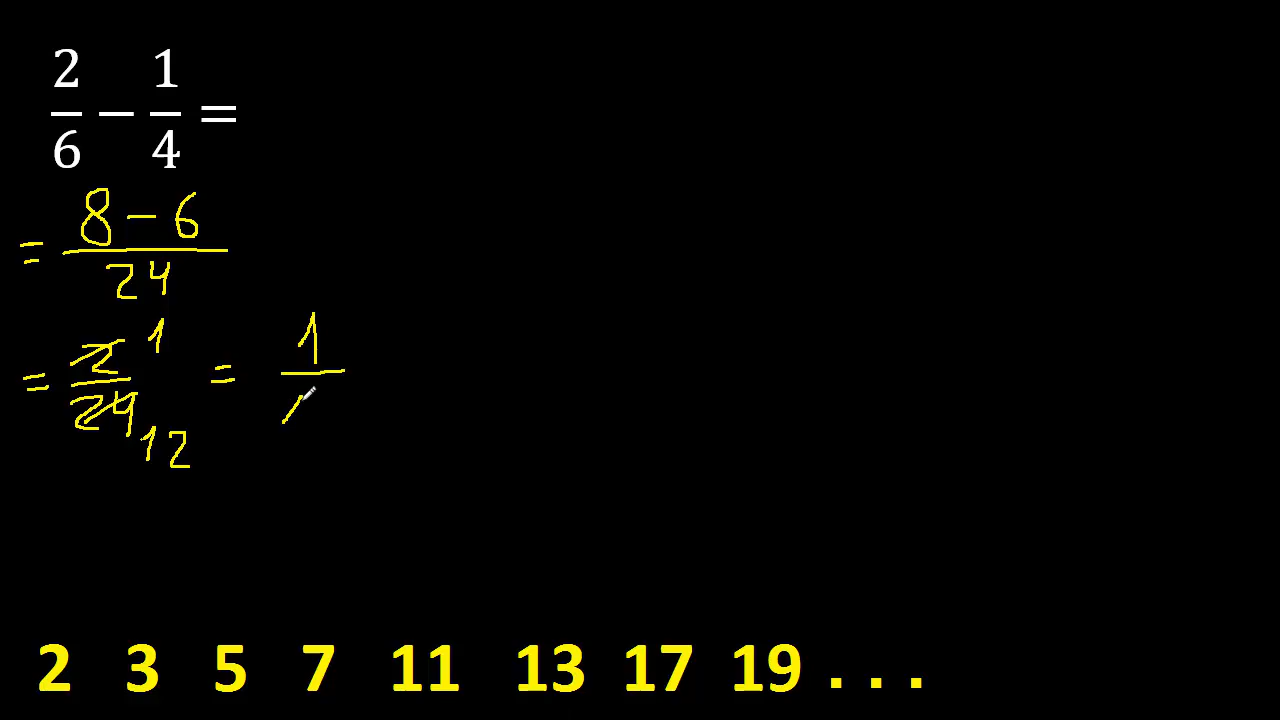 2/6 − 1/4 =
= (8 − 6)/24
= 2/24 1 12 = 1/
2 3 5 7 11 13 17 19 . . .